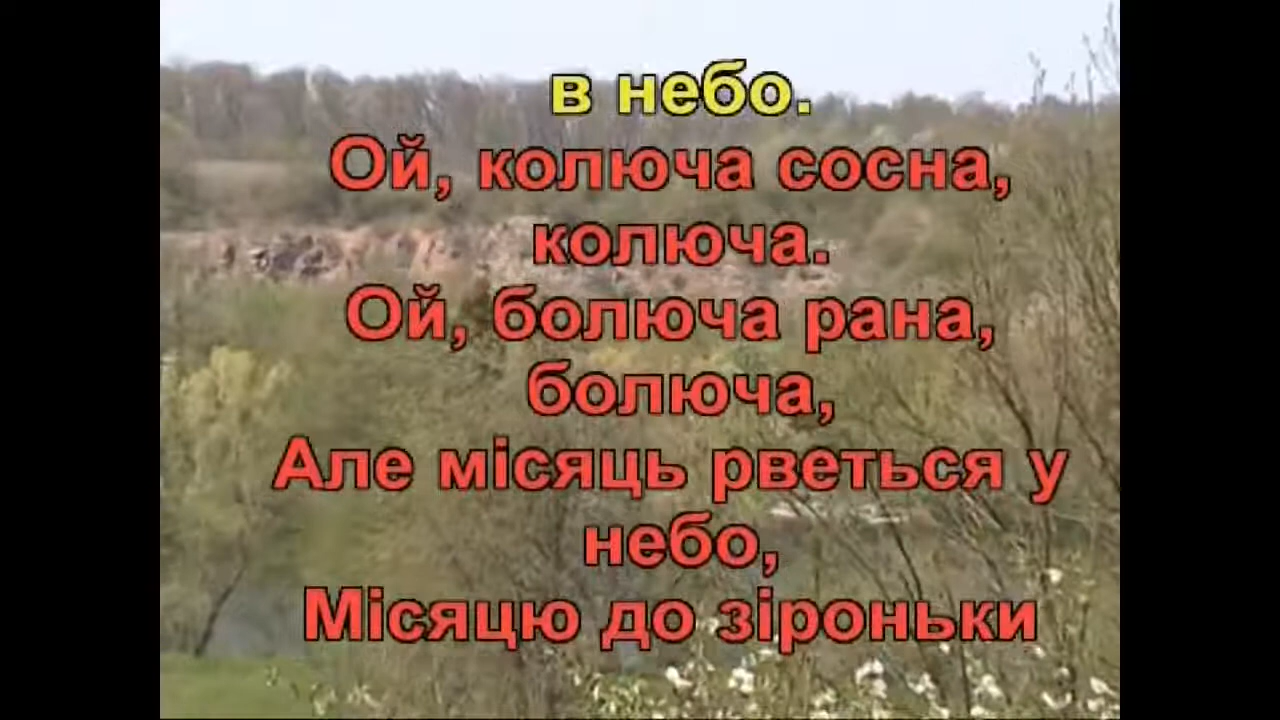 в небо.
Ой, колюча сосна,
колюча.
Ой, болюча рана,
болюча,
Але місяць рветься у
небо,
Місяцю до зіроньки